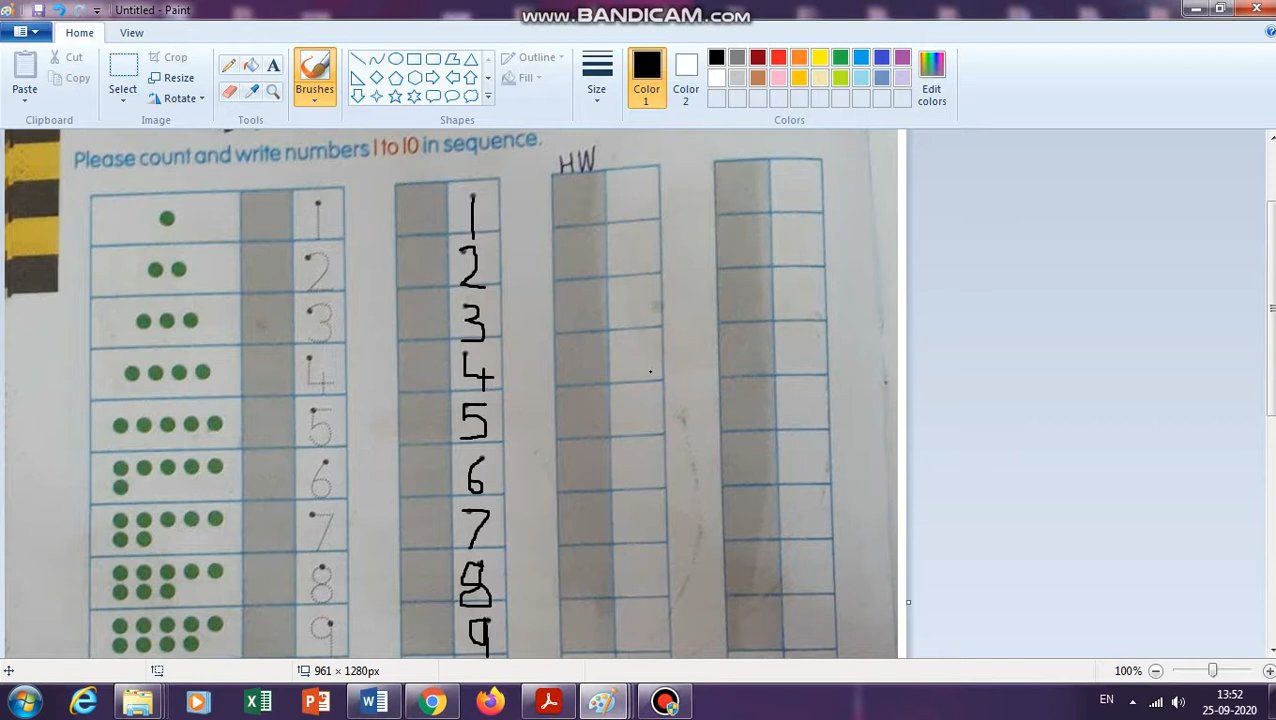 Untitled - Paint
www.BANDICAM.com
Home
View
Paste
Cut
Copy
Clipboard
Select
Crop
Resize
Rotate
Image
Tools
Brushes
Outline
Fill
Shapes
Size
Color 1
Color 2
Edit colors
Colors
Please count and write numbers 1 to 10 in sequence.
HW
1 1
2 2
3 3
4 4
5 5
6 6
7 7
8 8
9 9
961 × 1280px
100%
EN
13:52
25-09-2020